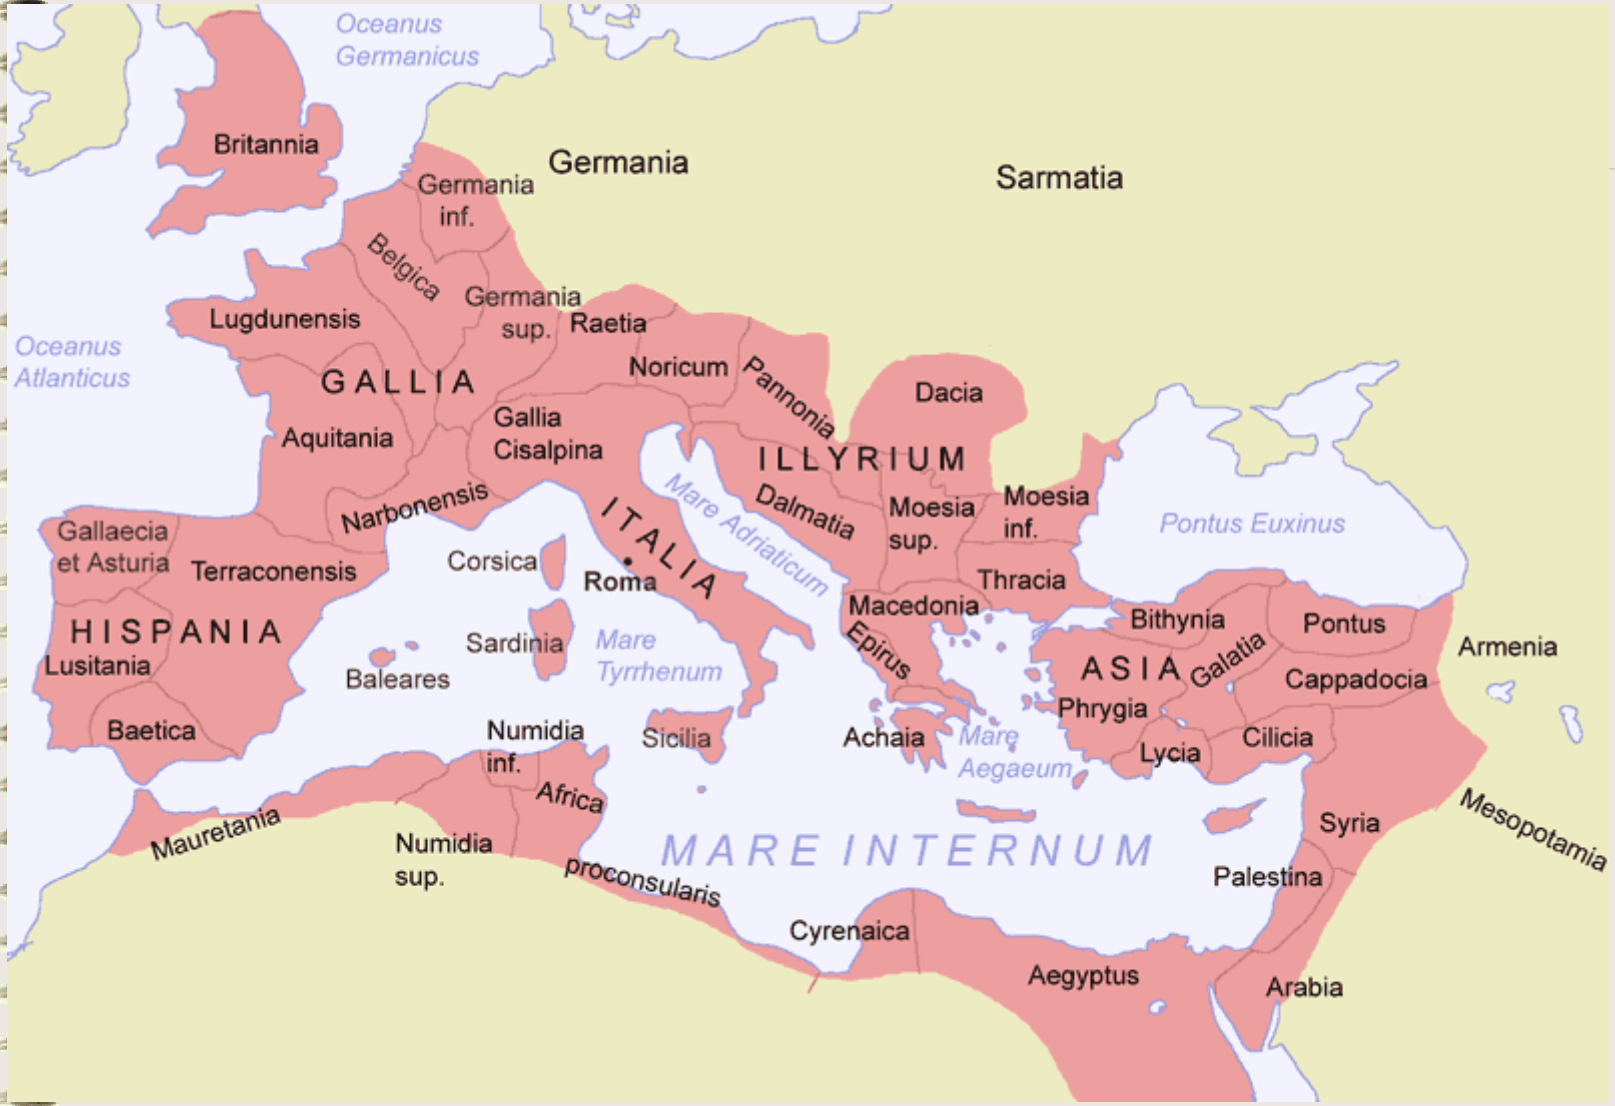 Oceanus
Germanicus
Britannia
Germania
Sarmatia
Germania
inf.
Belgica
Germania
sup.
Lugdunensis
Raetia
Oceanus
Atlanticus
GALLIA
Noricum
Pannonia
Dacia
Gallia
Cisalpina
Aquitania
ILLYRIUM
Narbonensis
Mare Adriaticum
Dalmatia
Moesia
sup.
Moesia
inf.
Pontus Euxinus
Gallaecia
et Asturia
Terraconensis
Corsica
ITALIA
Roma
Thracia
Macedonia
Bithynia
Pontus
HISPANIA
Lusitania
Sardinia
Mare
Tyrrhenum
Epirus
ASIA
Galatia
Armenia
Baleares
Cappadocia
Phrygia
Baetica
Numidia
inf.
Sicilia
Achaia
Mare
Aegaeum
Lycia
Cilicia
Africa
Mauretania
Numidia
sup.
MARE INTERNUM
Syria
Mesopotamia
proconsularis
Palestina
Cyrenaica
Aegyptus
Arabia